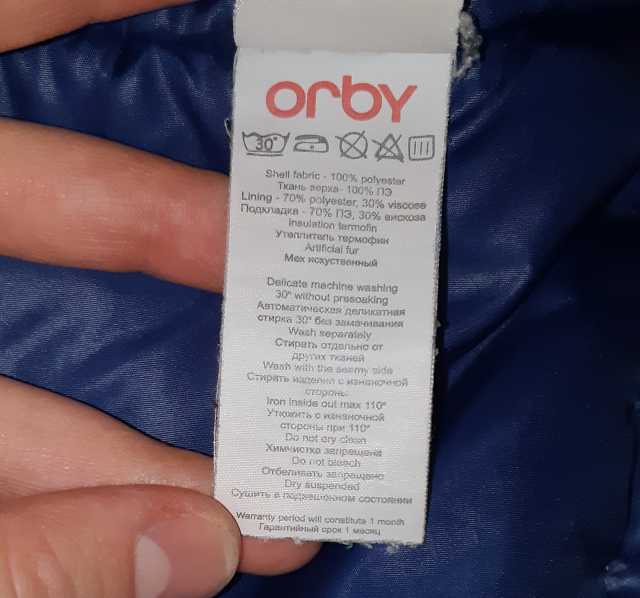 orby
30°
Shell fabric - 100% polyester
Ткань верха- 100% ПЭ
Lining - 70% polyester, 30% viscose
Подкладка - 70% ПЭ, 30% вискоза
Insulation termofin
Утеплитель термофин
Artificial fur
Мех искуственный
Delicate machine washing
30° without presoaking
Автоматическая деликатная
стирка 30° без замачивания
Wash separately
Стирать отдельно от
других тканей
Wash with the seamy side
Стирать изделия с изнаночной
стороны
Iron inside out max 110°
Утюжить с изнаночной
стороны при 110°
Do not dry clean
Химчистка запрещена
Do not bleach
Отбеливать запрещено
Dry suspended
Сушить в подвешенном состоянии
Warranty period will constitute 1 month
Гарантийный срок 1 месяц